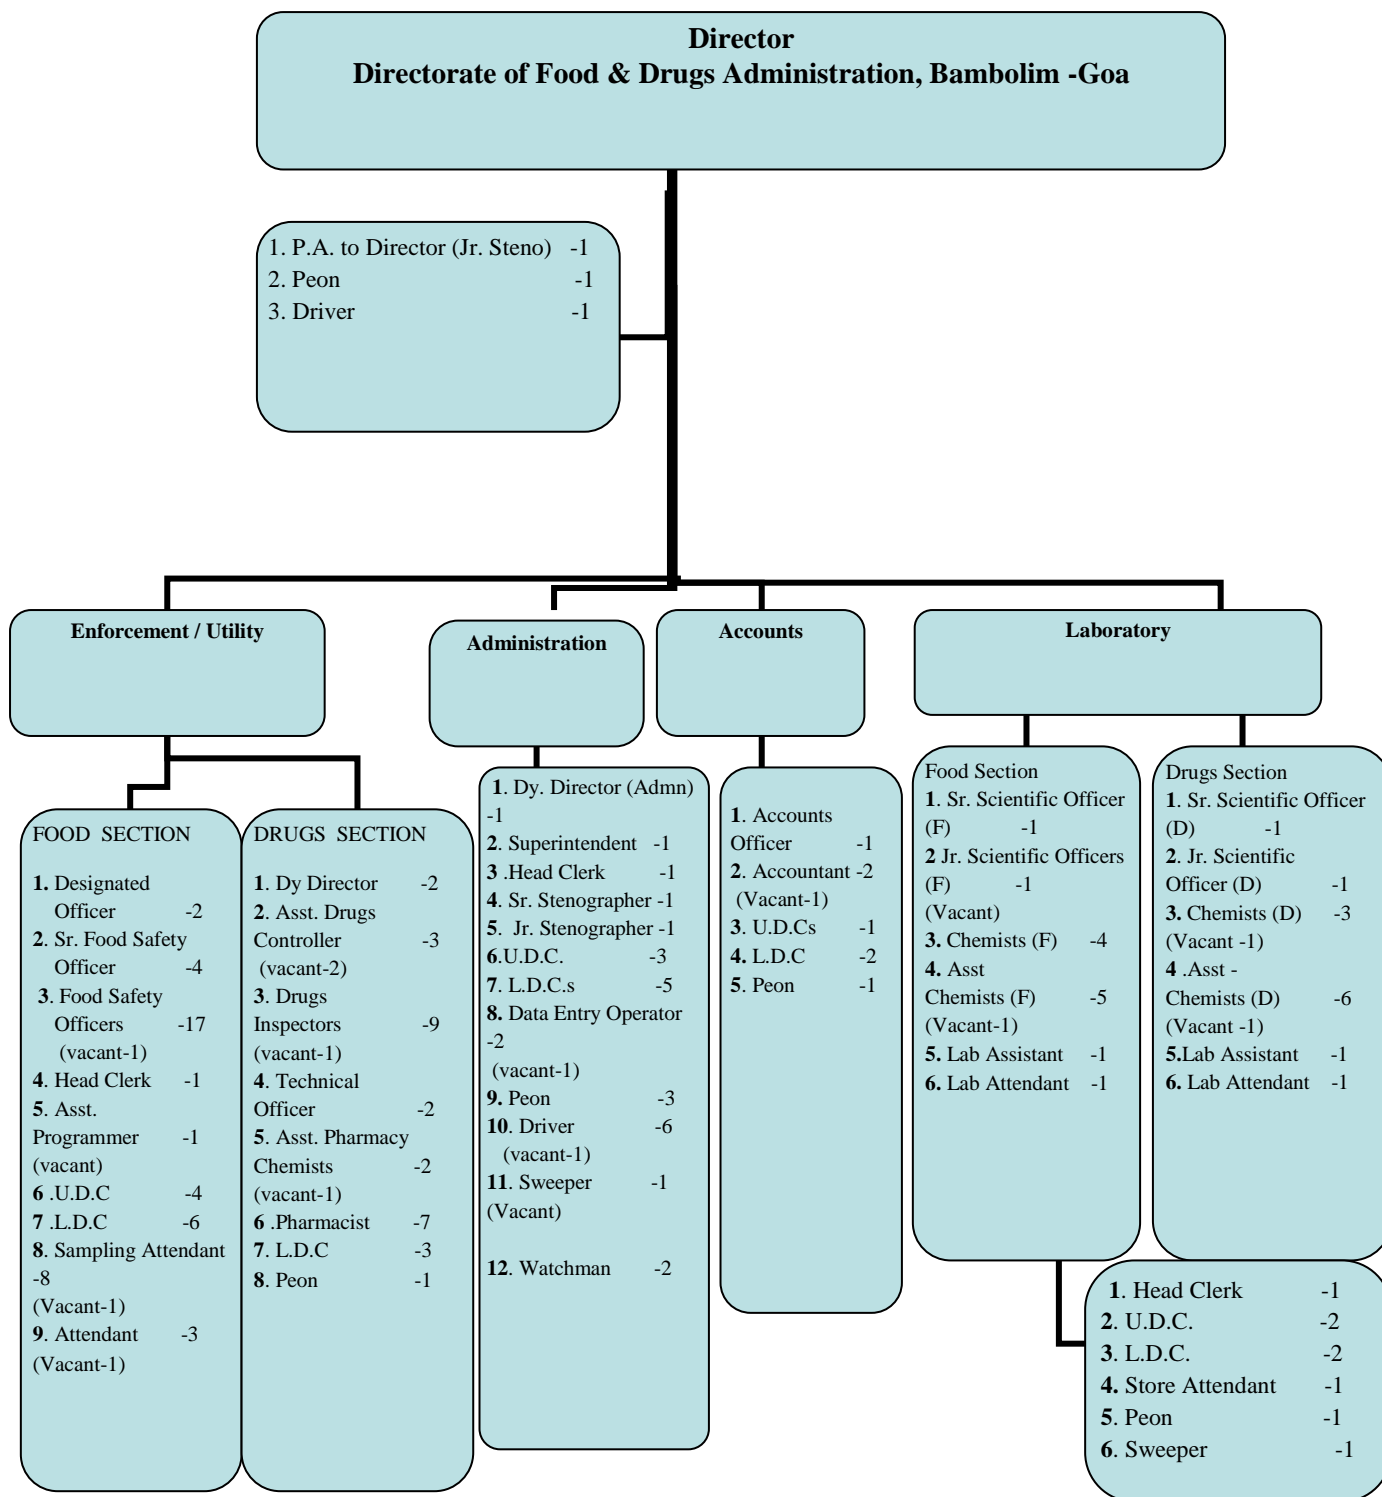 Director
Directorate of Food & Drugs Administration, Bambolim -Goa
1. P.A. to Director (Jr. Steno) -1
2. Peon -1
3. Driver -1
Enforcement / Utility
Administration
Accounts
Laboratory
FOOD SECTION
1. Designated
Officer -2
2. Sr. Food Safety
Officer -4
3. Food Safety
Officers -17
(vacant-1)
4. Head Clerk -1
5. Asst.
Programmer -1
(vacant)
6 .U.D.C -4
7 .L.D.C -6
8. Sampling Attendant
-8
(Vacant-1)
9. Attendant -3
(Vacant-1)
DRUGS SECTION
1. Dy Director -2
2. Asst. Drugs
Controller -3
(vacant-2)
3. Drugs
Inspectors -9
(vacant-1)
4. Technical
Officer -2
5. Asst. Pharmacy
Chemists -2
(vacant-1)
6 .Pharmacist -7
7. L.D.C -3
8. Peon -1
1. Dy. Director (Admn)
-1
2. Superintendent -1
3 .Head Clerk -1
4. Sr. Stenographer -1
5. Jr. Stenographer -1
6.U.D.C. -3
7. L.D.C.s -5
8. Data Entry Operator
-2
(vacant-1)
9. Peon -3
10. Driver -6
(vacant-1)
11. Sweeper -1
(Vacant)
12. Watchman -2
1. Accounts
Officer -1
2. Accountant -2
(Vacant-1)
3. U.D.Cs -1
4. L.D.C -2
5. Peon -1
Food Section
1. Sr. Scientific Officer
(F) -1
2 Jr. Scientific Officers
(F) -1
(Vacant)
3. Chemists (F) -4
4. Asst
Chemists (F) -5
(Vacant-1)
5. Lab Assistant -1
6. Lab Attendant -1
Drugs Section
1. Sr. Scientific Officer
(D) -1
2. Jr. Scientific
Officer (D) -1
3. Chemists (D) -3
(Vacant -1)
4 .Asst -
Chemists (D) -6
(Vacant -1)
5.Lab Assistant -1
6. Lab Attendant -1
1. Head Clerk -1
2. U.D.C. -2
3. L.D.C. -2
4. Store Attendant -1
5. Peon -1
6. Sweeper -1